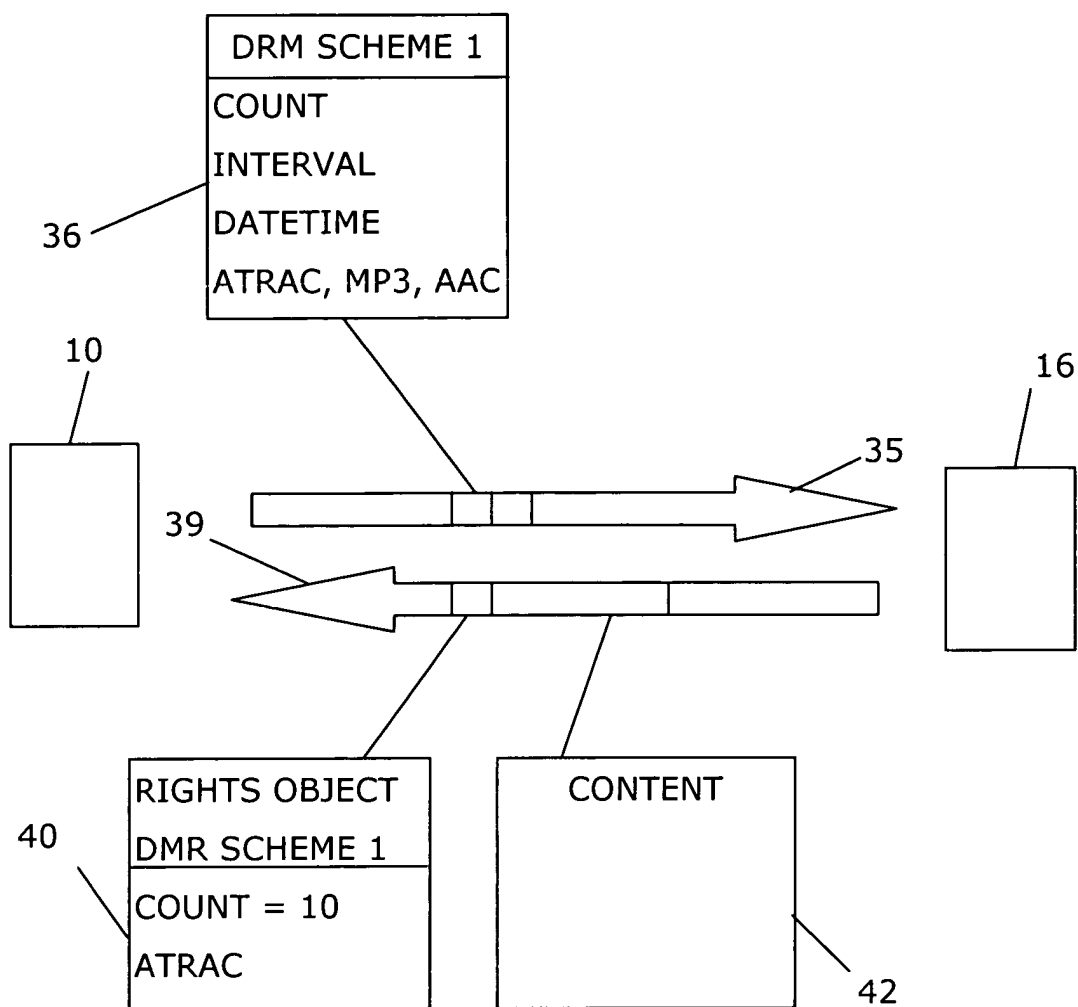 DRM SCHEME 1
COUNT
INTERVAL
DATETIME
ATRAC, MP3, AAC
36
10
16
35
39
RIGHTS OBJECT
DMR SCHEME 1
COUNT = 10
ATRAC
40
CONTENT
42